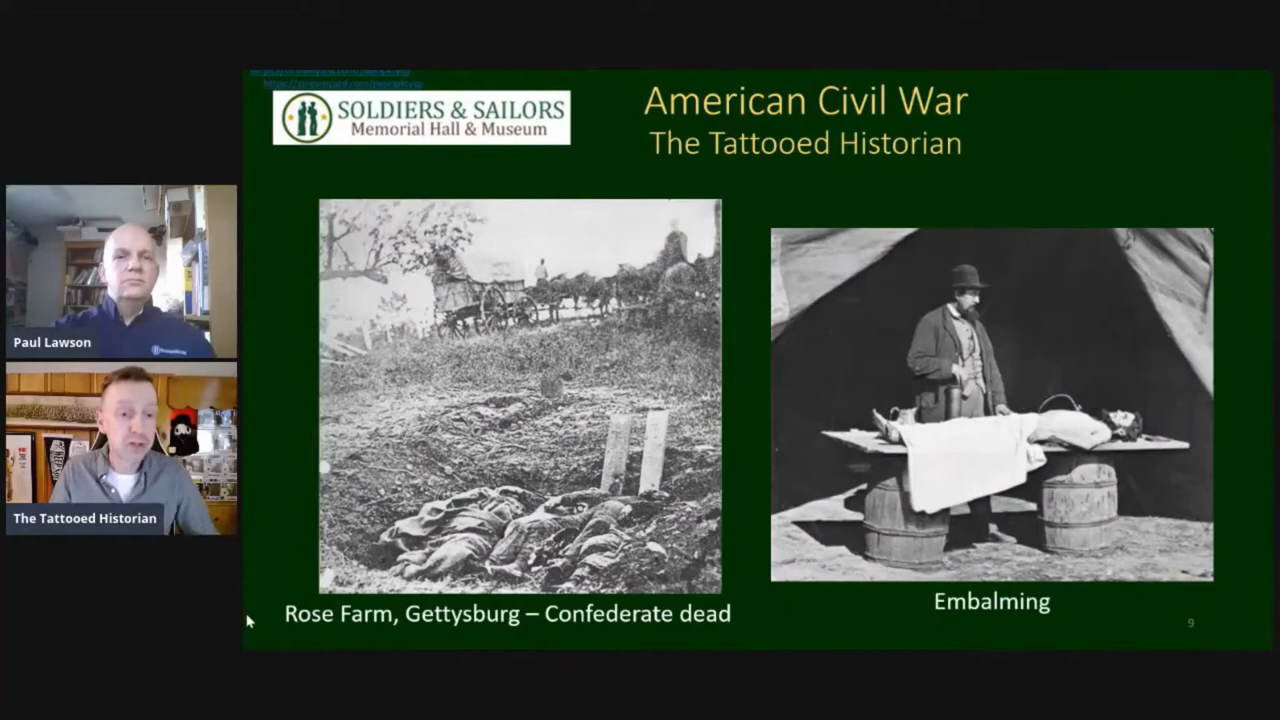 SOLDIERS & SAILORS
Memorial Hall & Museum
American Civil War
The Tattooed Historian
Paul Lawson
The Tattooed Historian
Rose Farm, Gettysburg – Confederate dead
Embalming
9